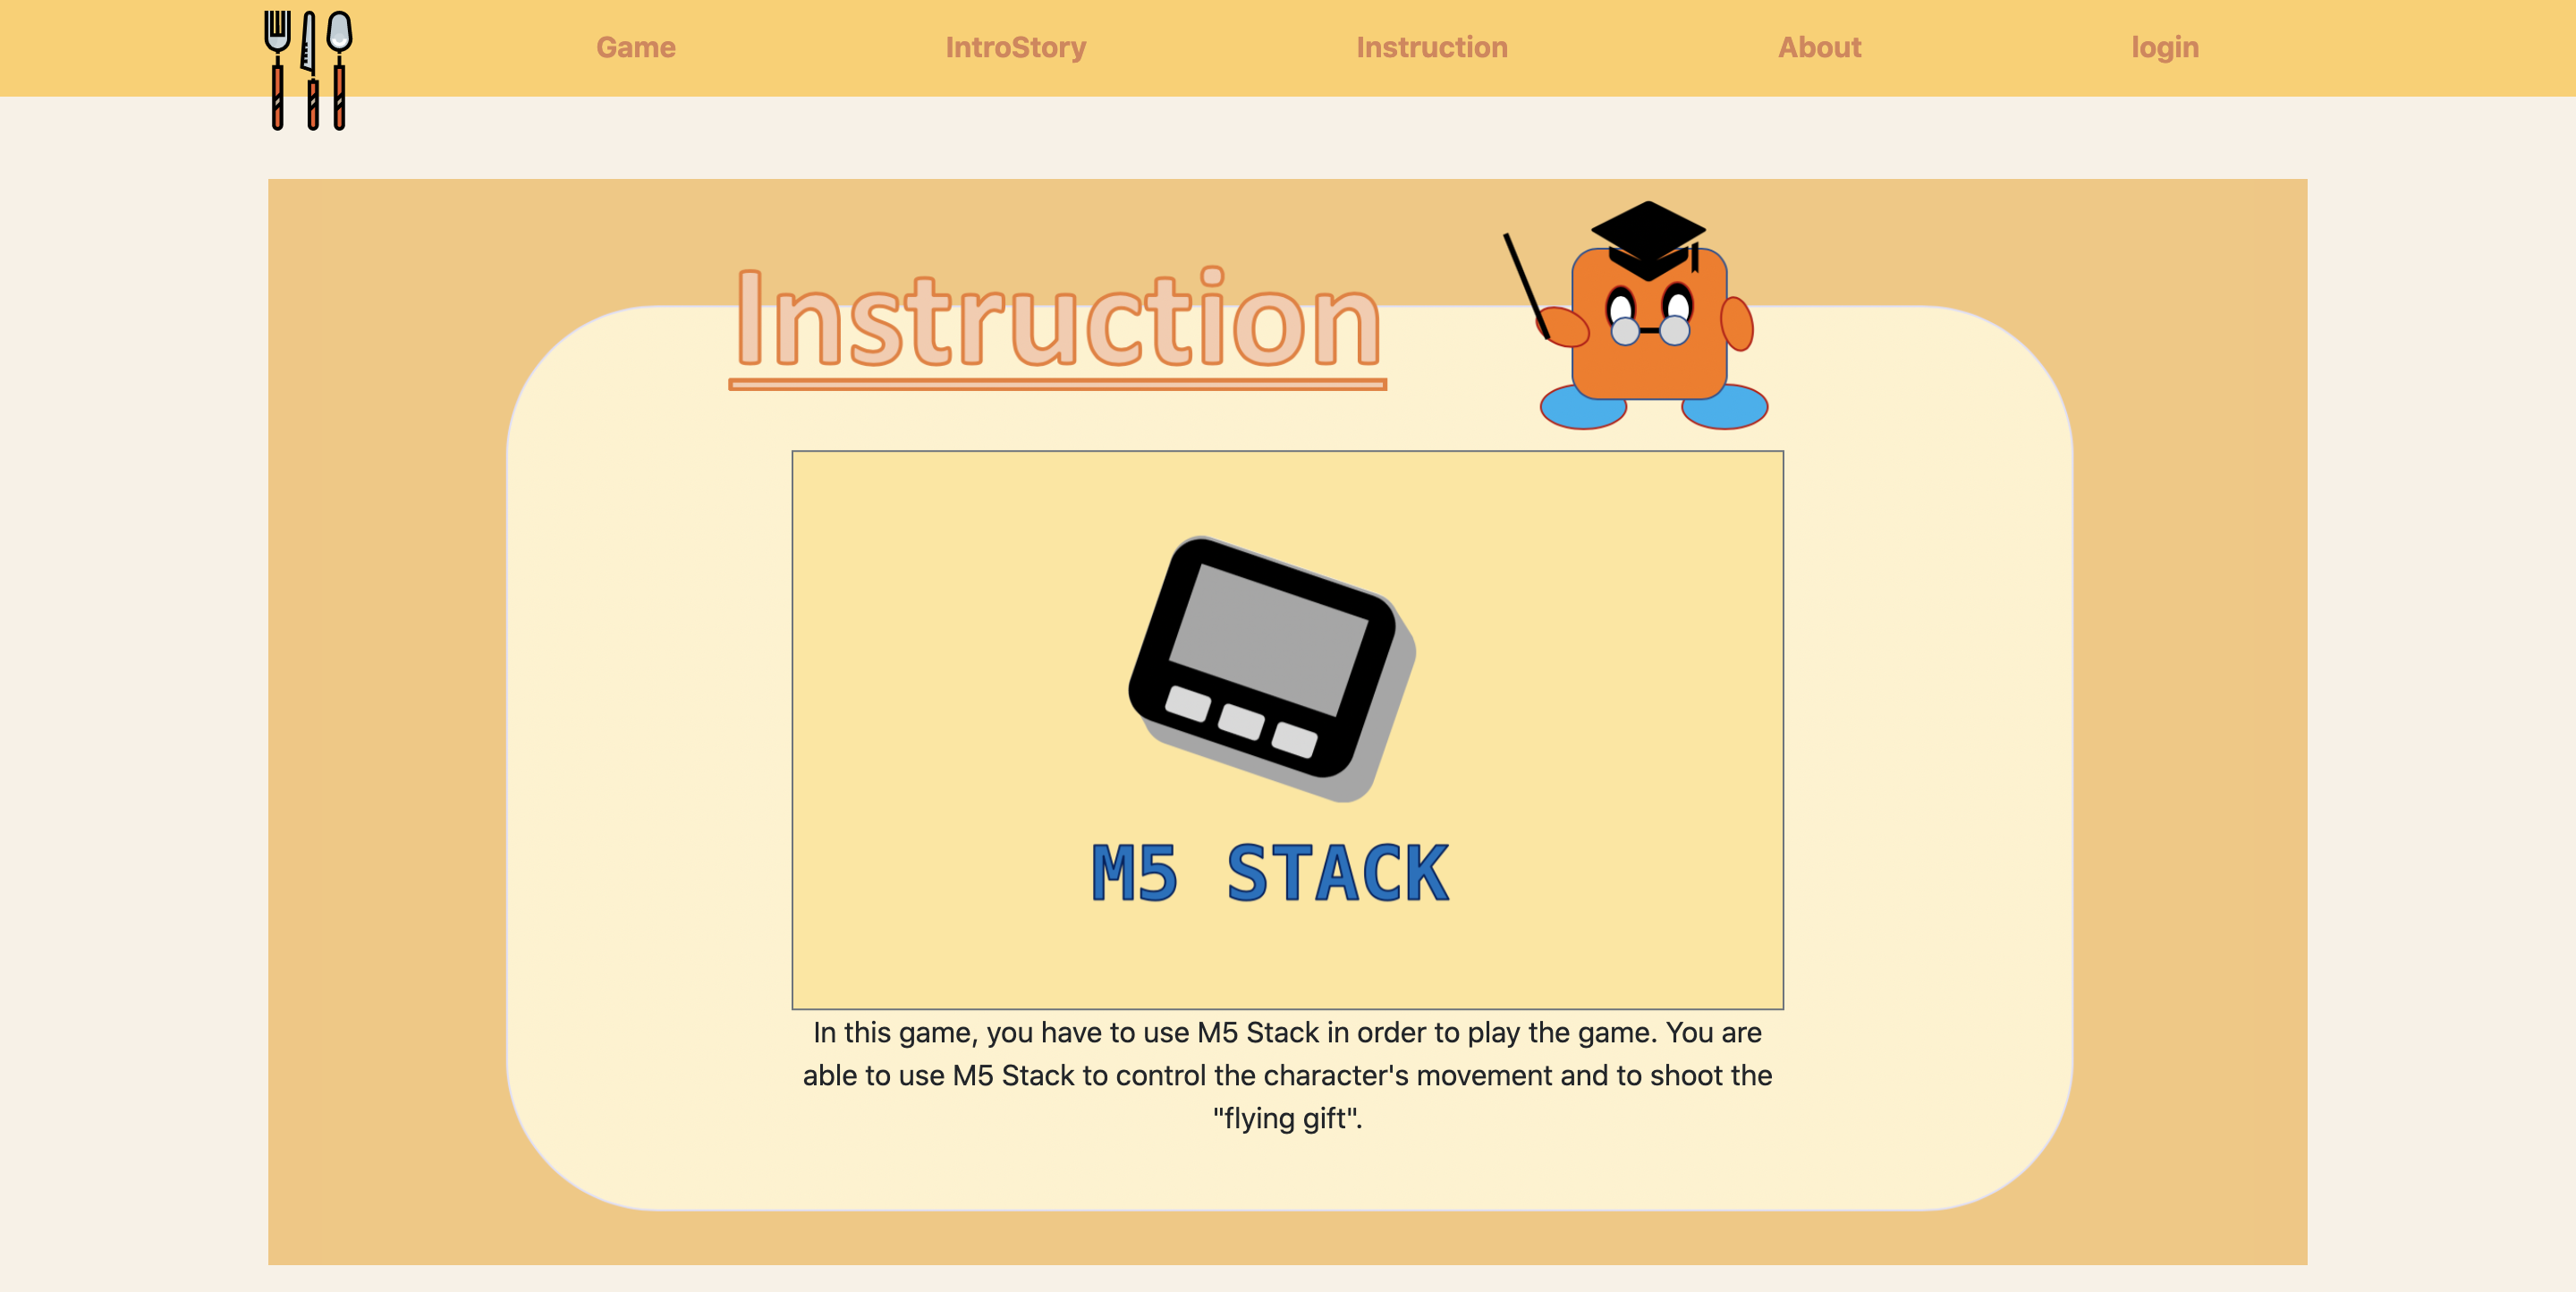 Game IntroStory Instruction About login
Instruction
M5 STACK
In this game, you have to use M5 Stack in order to play the game. You are
able to use M5 Stack to control the character's movement and to shoot the
"flying gift".